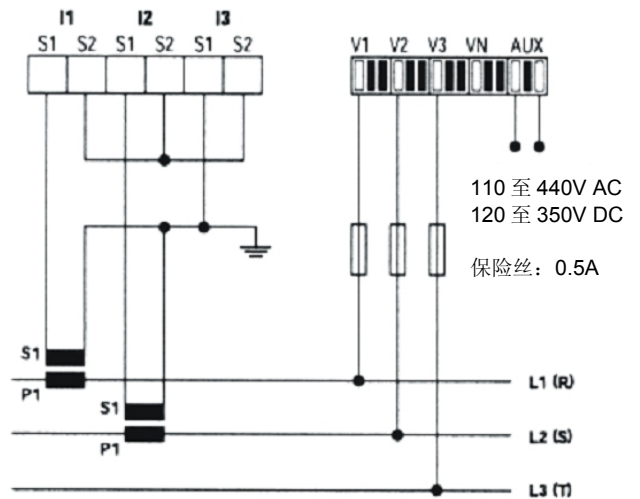 I1 I2 I3
S1 S2 S1 S2 S1 S2
V1 V2 V3 VN AUX
110 至 440V AC
120 至 350V DC
保险丝：0.5A
S1
P1
L1 (R)
S1
P1
L2 (S)
L3 (T)